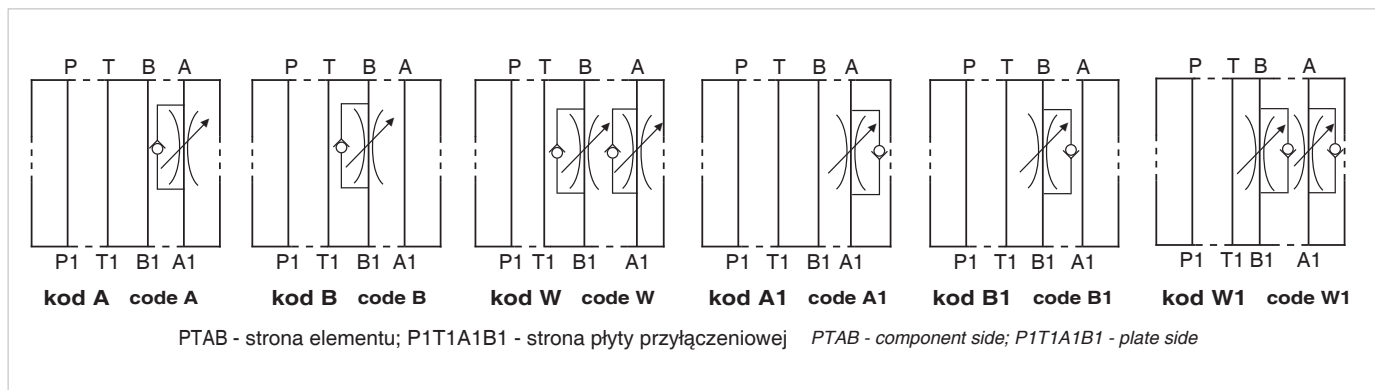 P T B A P T B A P T B A P T B A P T B A P T B A
P1 T1 B1 A1 P1 T1 B1 A1 P1 T1 B1 A1 P1 T1 B1 A1 P1 T1 B1 A1 P1 T1 B1 A1
kod A code A kod B code B kod W code W kod A1 code A1 kod B1 code B1 kod W1 code W1
PTAB - strona elementu; P1T1A1B1 - strona płyty przyłączeniowej PTAB - component side; P1T1A1B1 - plate side